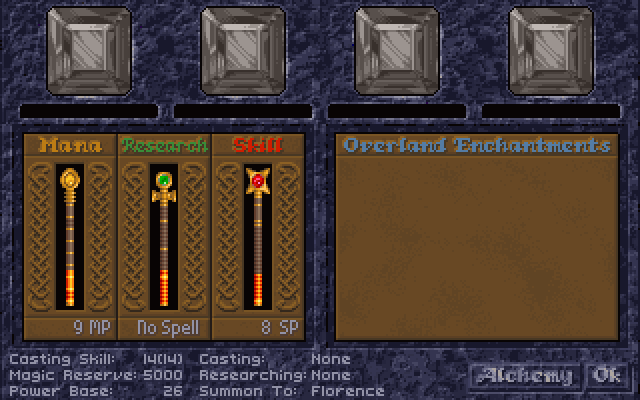 Mana Research Skill Overland Enchantments
9 MP No Spell 8 SP
Casting Skill: 14(14) Casting: None
Magic Reserve: 5000 Researching: None
Power Base: 26 Summon To: Florence
Alchemy Ok